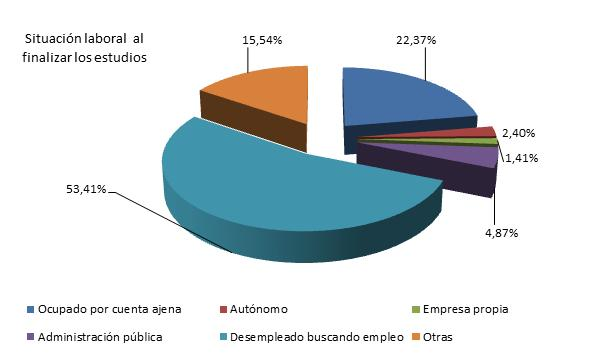 Situación laboral al
finalizar los estudios
15,54%
22,37%
2,40%
1,41%
4,87%
53,41%
Ocupado por cuenta ajena
Autónomo
Empresa propia
Administración pública
Desempleado buscando empleo
Otras